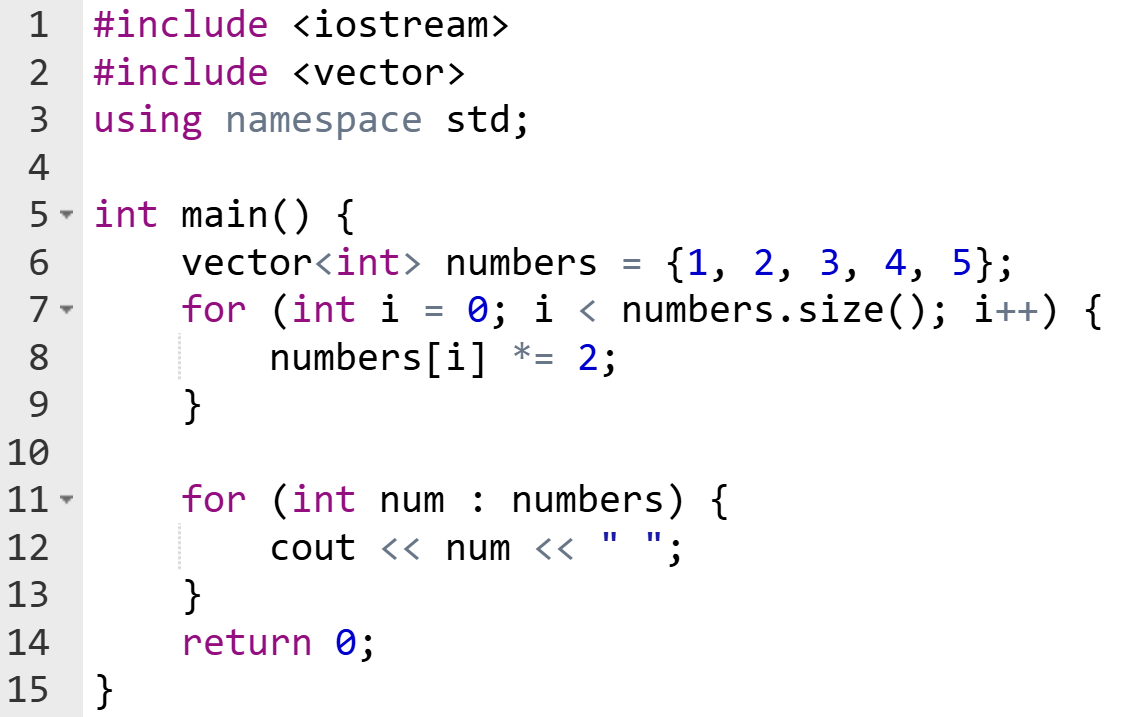 1 #include <iostream>
2 #include <vector>
3 using namespace std;
4
5 int main() {
6     vector<int> numbers = {1, 2, 3, 4, 5};
7     for (int i = 0; i < numbers.size(); i++) {
8         numbers[i] *= 2;
9     }
10
11     for (int num : numbers) {
12         cout << num << " ";
13     }
14     return 0;
15 }